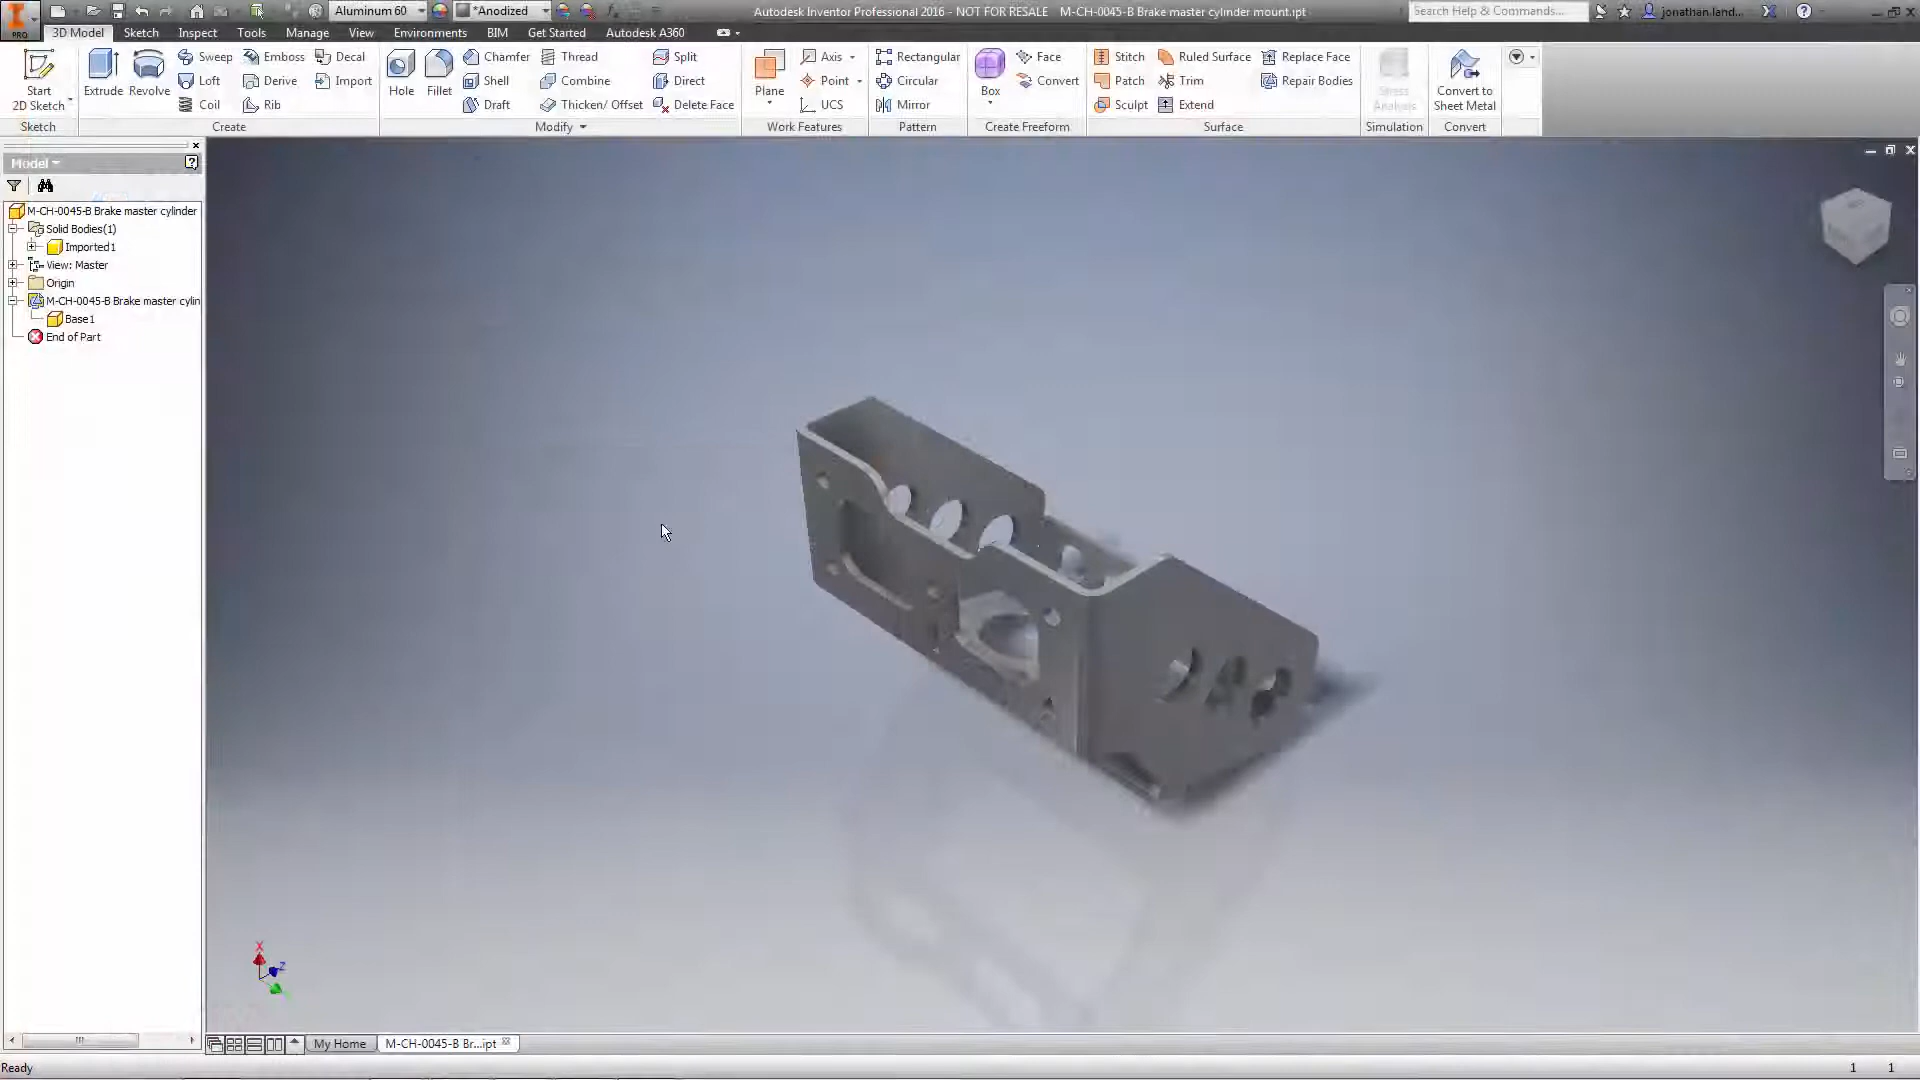 Aluminum 60 *Anodized Autodesk Inventor Professional 2016 - NOT FOR RESALE M-CH-0045-B Brake master cylinder mount.ipt Search Help & Commands... jonathan.land...
PRO 3D Model Sketch Inspect Tools Manage View Environments BIM Get Started Autodesk A360
Start 2D Sketch
Extrude Revolve Sweep Loft Coil Emboss Derive Rib Decal Import
Hole Fillet Chamfer Shell Draft Thread Combine Thicken/ Offset Split Direct Delete Face
Plane Axis Point UCS
Rectangular Circular Mirror
Box Face Convert
Stitch Patch Sculpt Ruled Surface Trim Extend Replace Face Repair Bodies
Stress Analysis
Convert to Sheet Metal
Sketch Create Modify Work Features Pattern Create Freeform Surface Simulation Convert
Model
M-CH-0045-B Brake master cylinder
Solid Bodies(1)
Imported1
View: Master
Origin
M-CH-0045-B Brake master cylin
Base1
End of Part
X
Z
My Home M-CH-0045-B Br...ipt
Ready 1 1